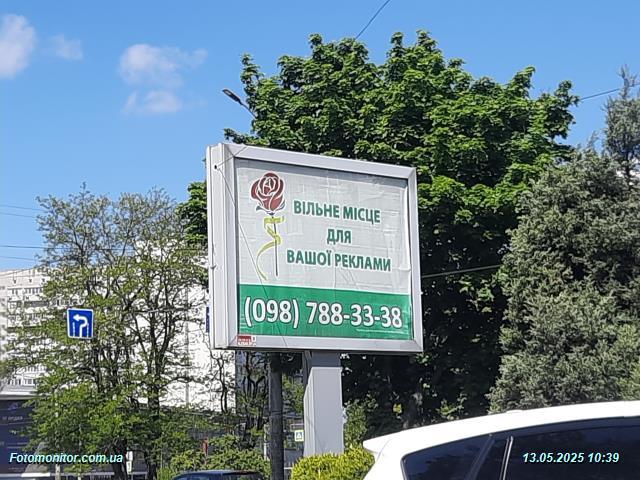 ВІЛЬНЕ МІСЦЕ
ДЛЯ
ВАШОЇ РЕКЛАМИ
(098) 788-33-38
Fotomonitor.com.ua
13.05.2025 10:39